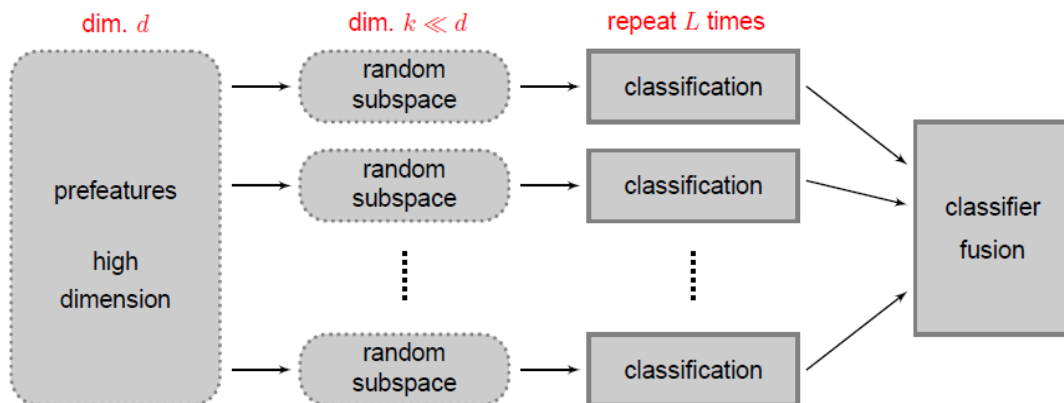 dim. d
dim. k ≪ d
repeat L times
prefeatures
high
dimension
random
subspace
classification
random
subspace
classification
random
subspace
classification
classifier
fusion